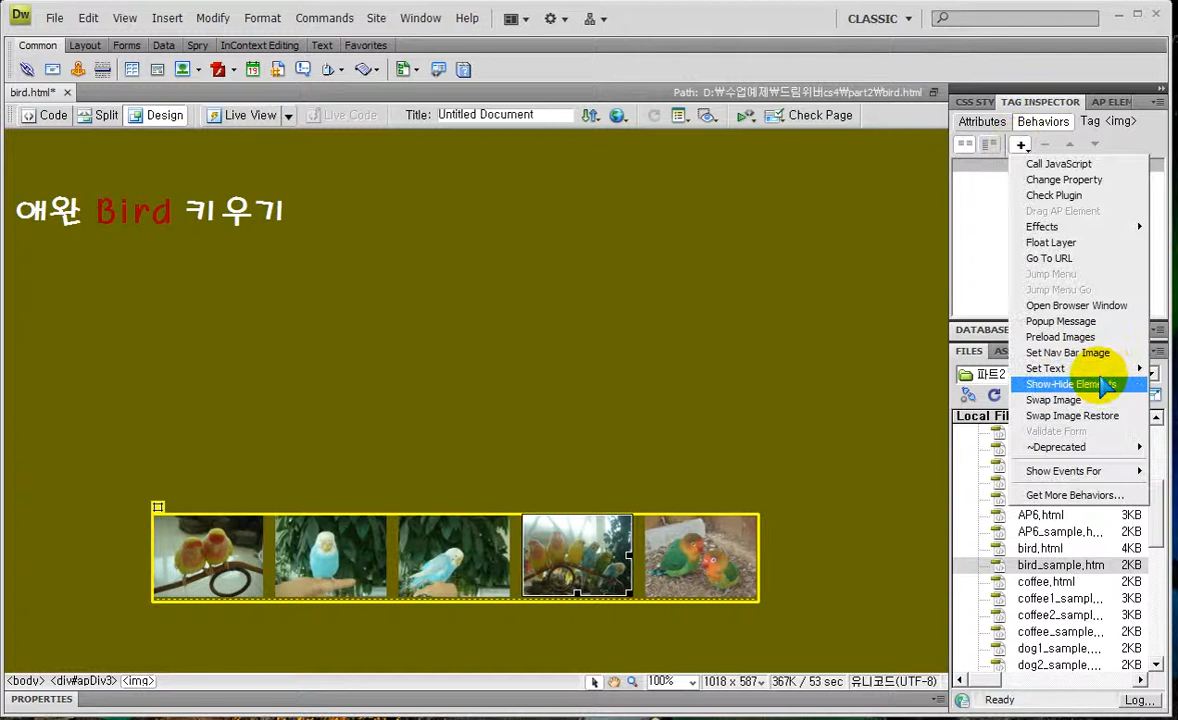 Dw File Edit View Insert Modify Format Commands Site Window Help CLASSIC
Common Layout Forms Data Spry InContext Editing Text Favorites
bird.html* Path: D:₩수업예제₩드림위버cs4₩part2₩bird.html
Code Split Design Live View Live Code Title: Untitled Document Check Page
애완 Bird 키우기
<body> <div#apDiv3> <img> 100% 1018 x 587 367K / 53 sec 유니코드(UTF-8)
PROPERTIES
CSS STY TAG INSPECTOR AP ELEM
Attributes Behaviors Tag <img>
Call JavaScript
Change Property
Check Plugin
Drag AP Element
Effects
Float Layer
Go To URL
Jump Menu
Jump Menu Go
Open Browser Window
Popup Message
Preload Images
Set Nav Bar Image
Set Text
Show-Hide Elements
Swap Image
Swap Image Restore
Validate Form
~Deprecated
Show Events For
Get More Behaviors...
DATABASE
FILES AS
파트2
Local Fil
AP6.html 3KB
AP6_sample.h... 2KB
bird.html 4KB
bird_sample.htm 2KB
coffee.html 2KB
coffee1_sampl... 2KB
coffee2_sampl... 2KB
coffee_sample... 2KB
dog1_sample.... 2KB
dog2_sample.... 2KB
Ready Log...